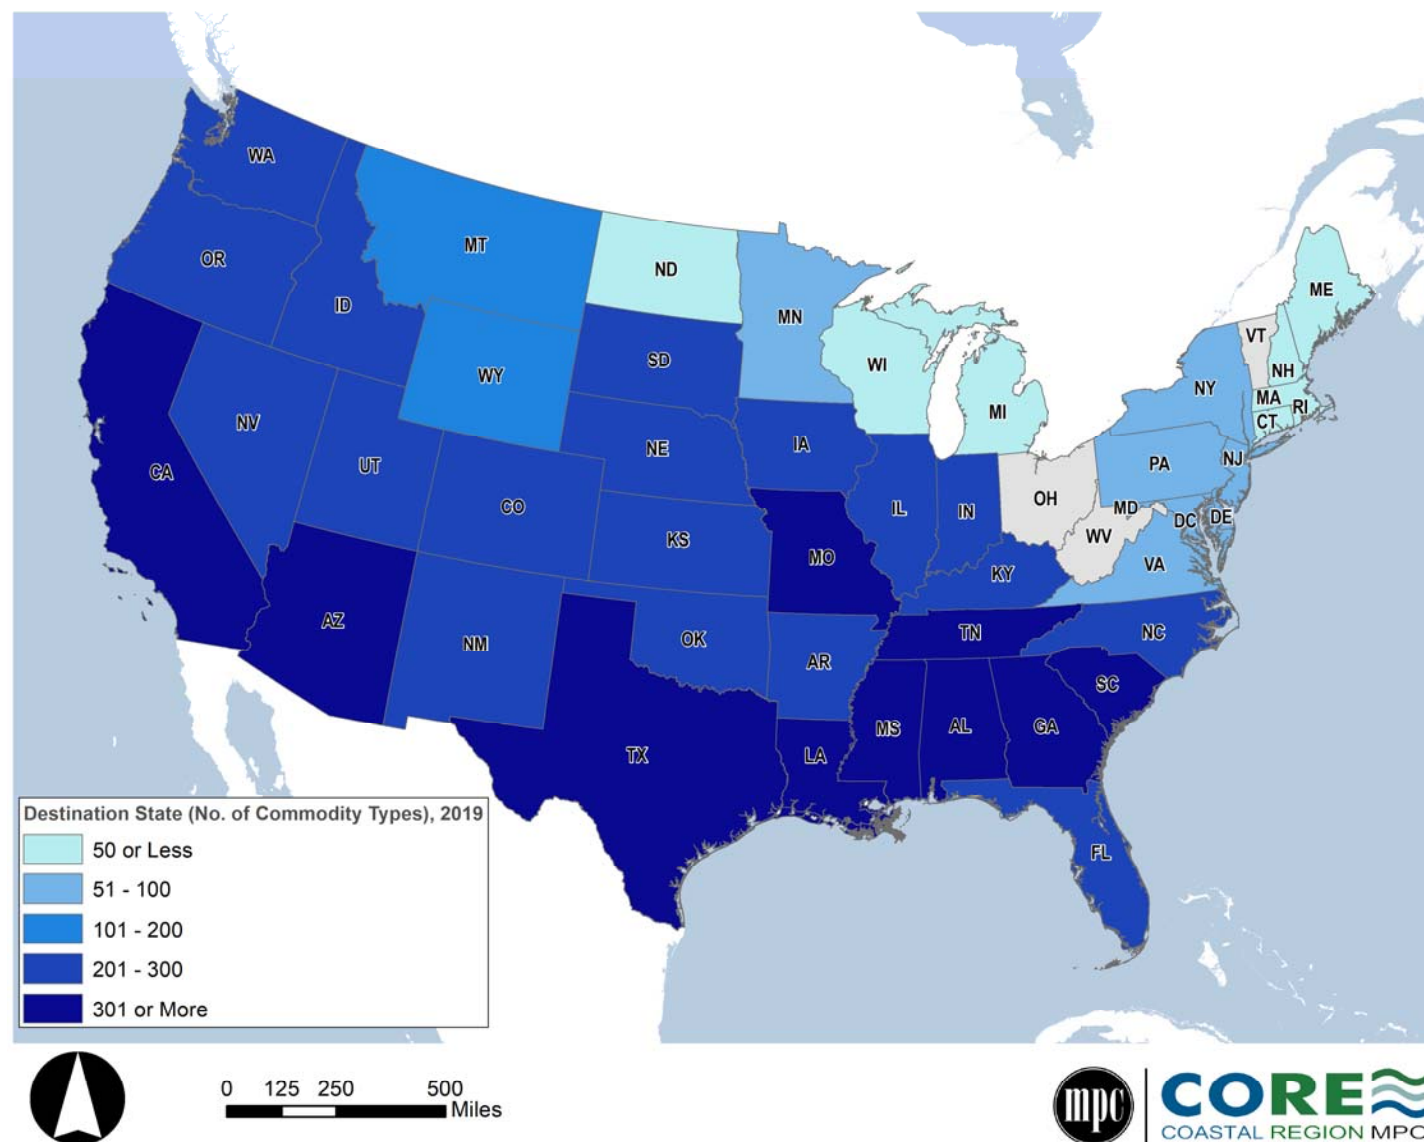 WA
MT
ND
ME
OR
MN
VT
ID
SD
WI
NH
WY
NY
MA
RI
MI
CT
NV
IA
NE
PA
NJ
CA
UT
OH
CO
IL
IN
MD
DC
DE
KS
WV
MO
VA
KY
AZ
TN
NC
NM
OK
AR
SC
MS
AL
GA
TX
LA
FL
Destination State (No. of Commodity Types), 2019
50 or Less
51 - 100
101 - 200
201 - 300
301 or More
0 125 250 500
Miles
mpc
CORE
COASTAL REGION MPO